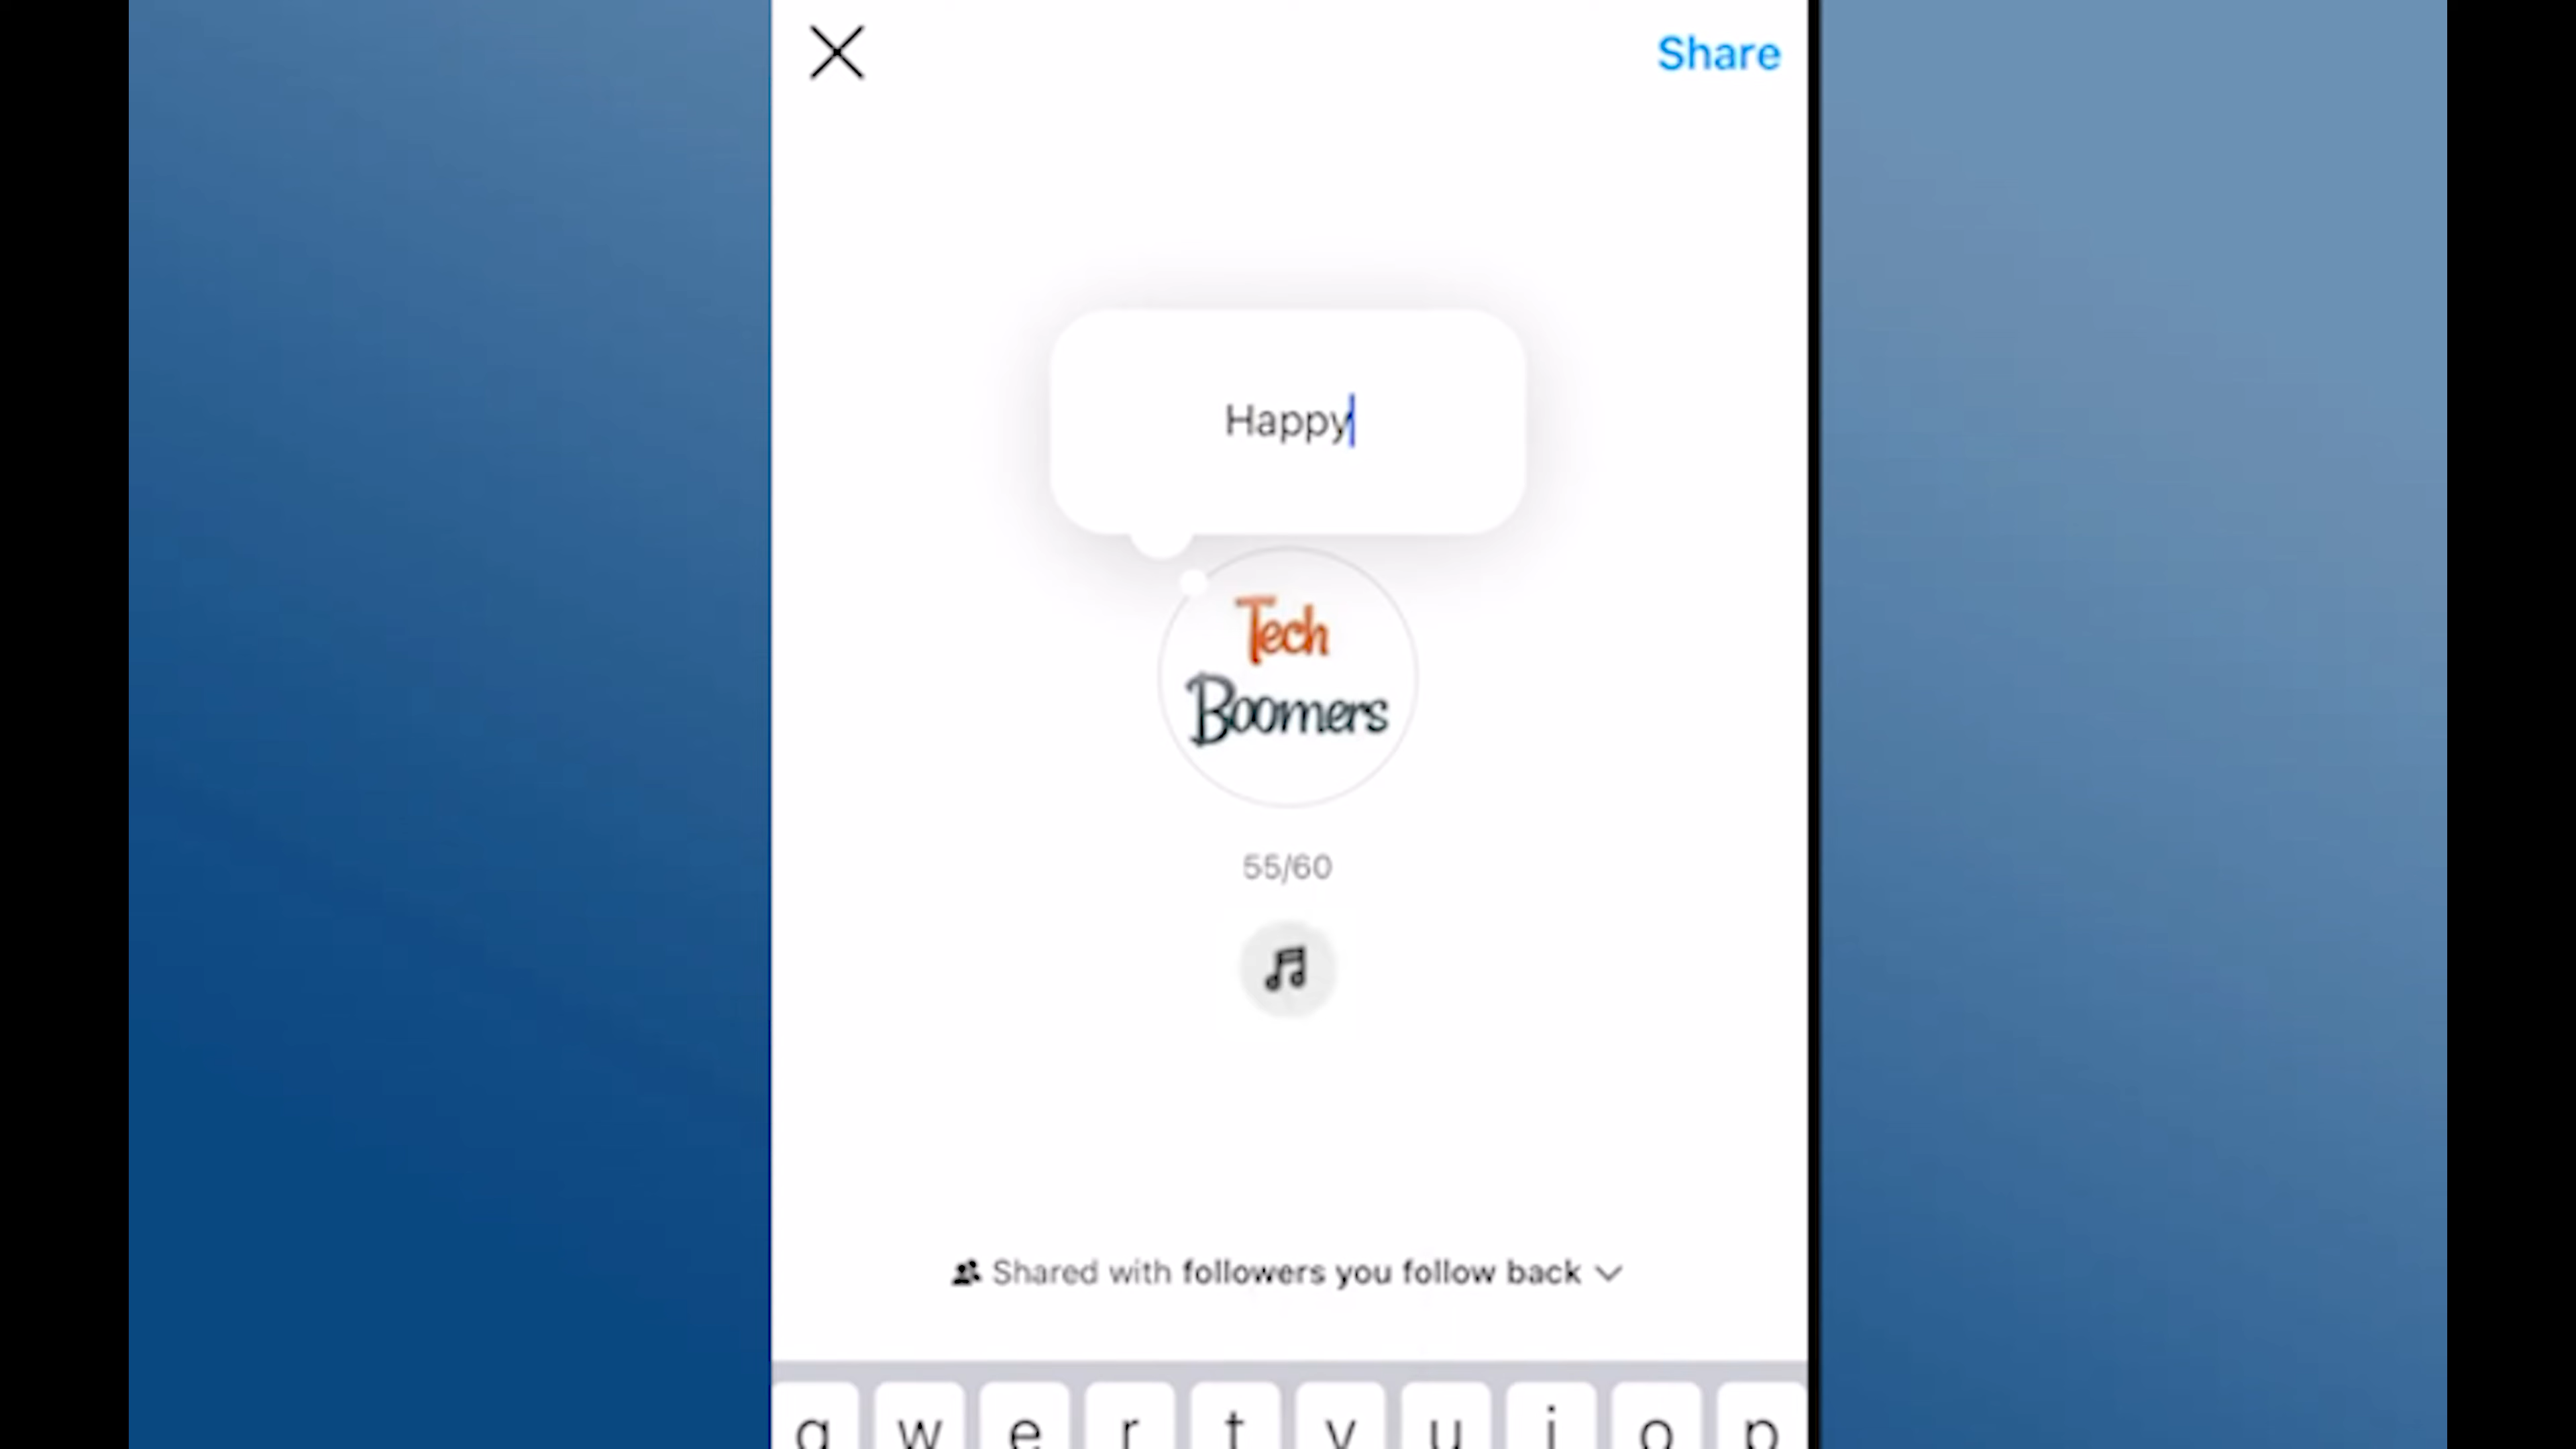 Share
Happy
Tech
Boomers
55/60
Shared with followers you follow back
q w e r t y u i o p